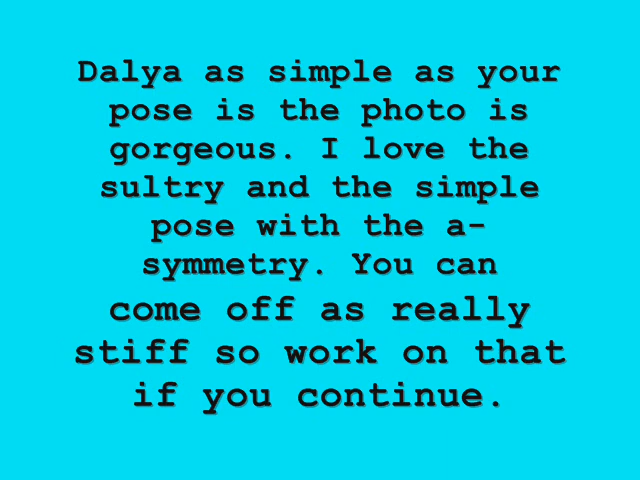 Dalya as simple as your
pose is the photo is
gorgeous. I love the
sultry and the simple
pose with the a-
symmetry. You can
come off as really
stiff so work on that
if you continue.